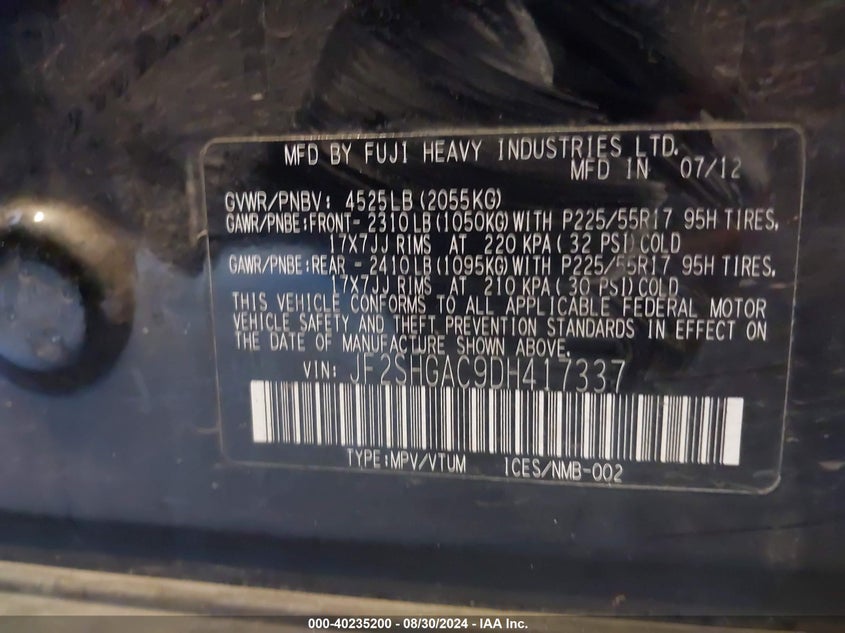 MFD BY FUJI HEAVY INDUSTRIES LTD.
MFD IN 07/12
GVWR/PNBV: 4525LB(2055KG)
GAWR/PNBE:FRONT- 2310LB(1050KG)WITH P225/55R17 95H TIRES,
17X7JJ RIMS AT 220 KPA( 32 PSI)COLD
GAWR/PNBE:REAR -2410LB(1095KG)WITH P225/55R17 95H TIRES,
17X7JJ RIMS AT 210 KPA( 30 PSI)COLD
THIS VEHICLE CONFORMS TO ALL APPLICABLE FEDERAL MOTOR
VEHICLE SAFETY AND THEFT PREVENTION STANDARDS IN EFFECT ON
THE DATE OF MANUFACTURE SHOWN ABOVE.
VIN: JF2SHGAC9DH417337
TYPE:MPV/VTUM ICES/NMB-002
000-40235200 - 08/30/2024 - IAA Inc.